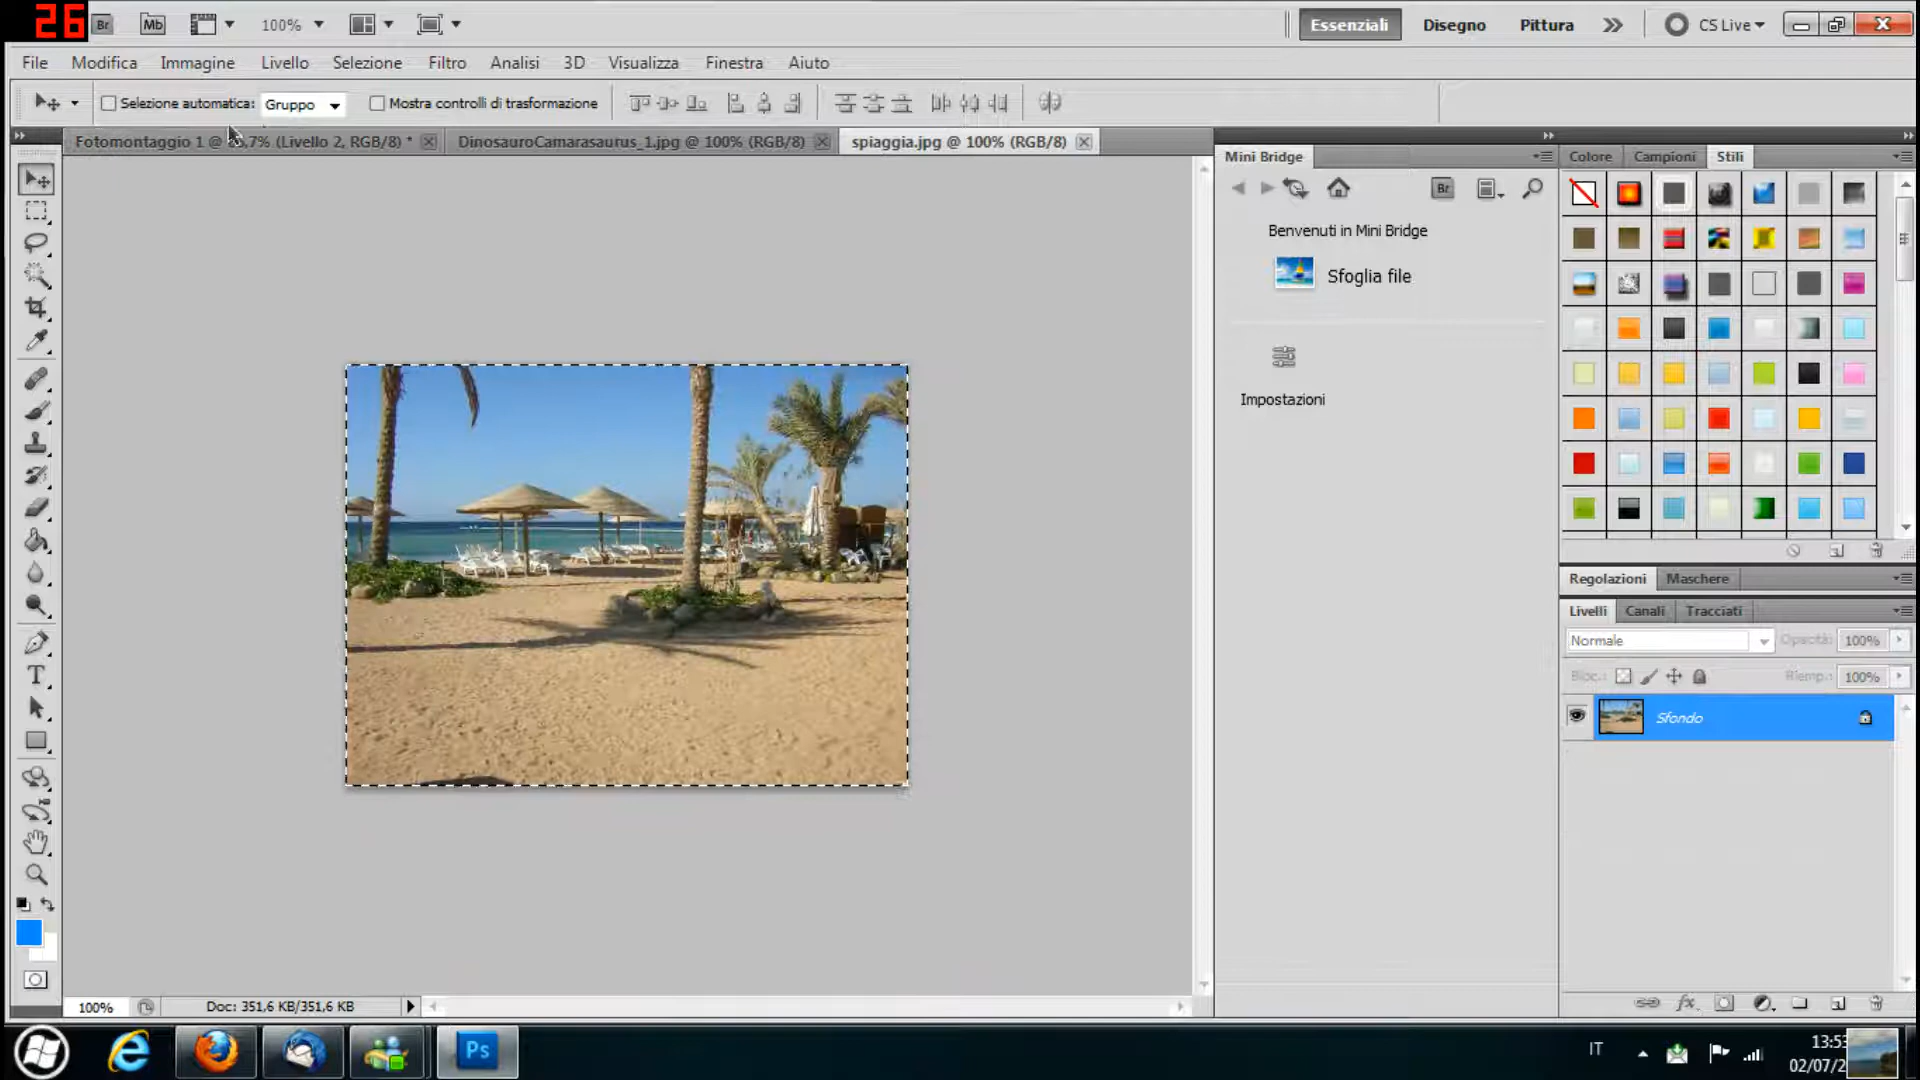 26 Br Mb 100% Essenziali Disegno Pittura CS Live
File Modifica Immagine Livello Selezione Filtro Analisi 3D Visualizza Finestra Aiuto
Selezione automatica: Gruppo Mostra controlli di trasformazione
Fotomontaggio 1 @ ,7% (Livello 2, RGB/8) * DinosauroCamarasaurus_1.jpg @ 100% (RGB/8) spiaggia.jpg @ 100% (RGB/8)
Mini Bridge
Br
Benvenuti in Mini Bridge
Sfoglia file
Impostazioni
Colore Campioni Stili
Regolazioni Maschere
Livelli Canali Tracciati
Normale Opacità: 100%
Bloc.: Riemp.: 100%
Sfondo
fx
T
100% Doc: 351,6 KB/351,6 KB
Ps IT 13:53
02/07/2